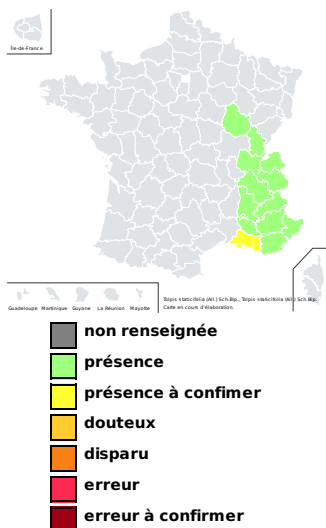 Île-de-France
Guadeloupe Martinique Guyane La Réunion Mayotte
Tolpis staticifolia (All.) Sch.Bip., Tolpis staticifolia (All.) Sch.Bip.
Carte en cours d'élaboration.
non renseignée
présence
présence à confimer
douteux
disparu
erreur
erreur à confirmer